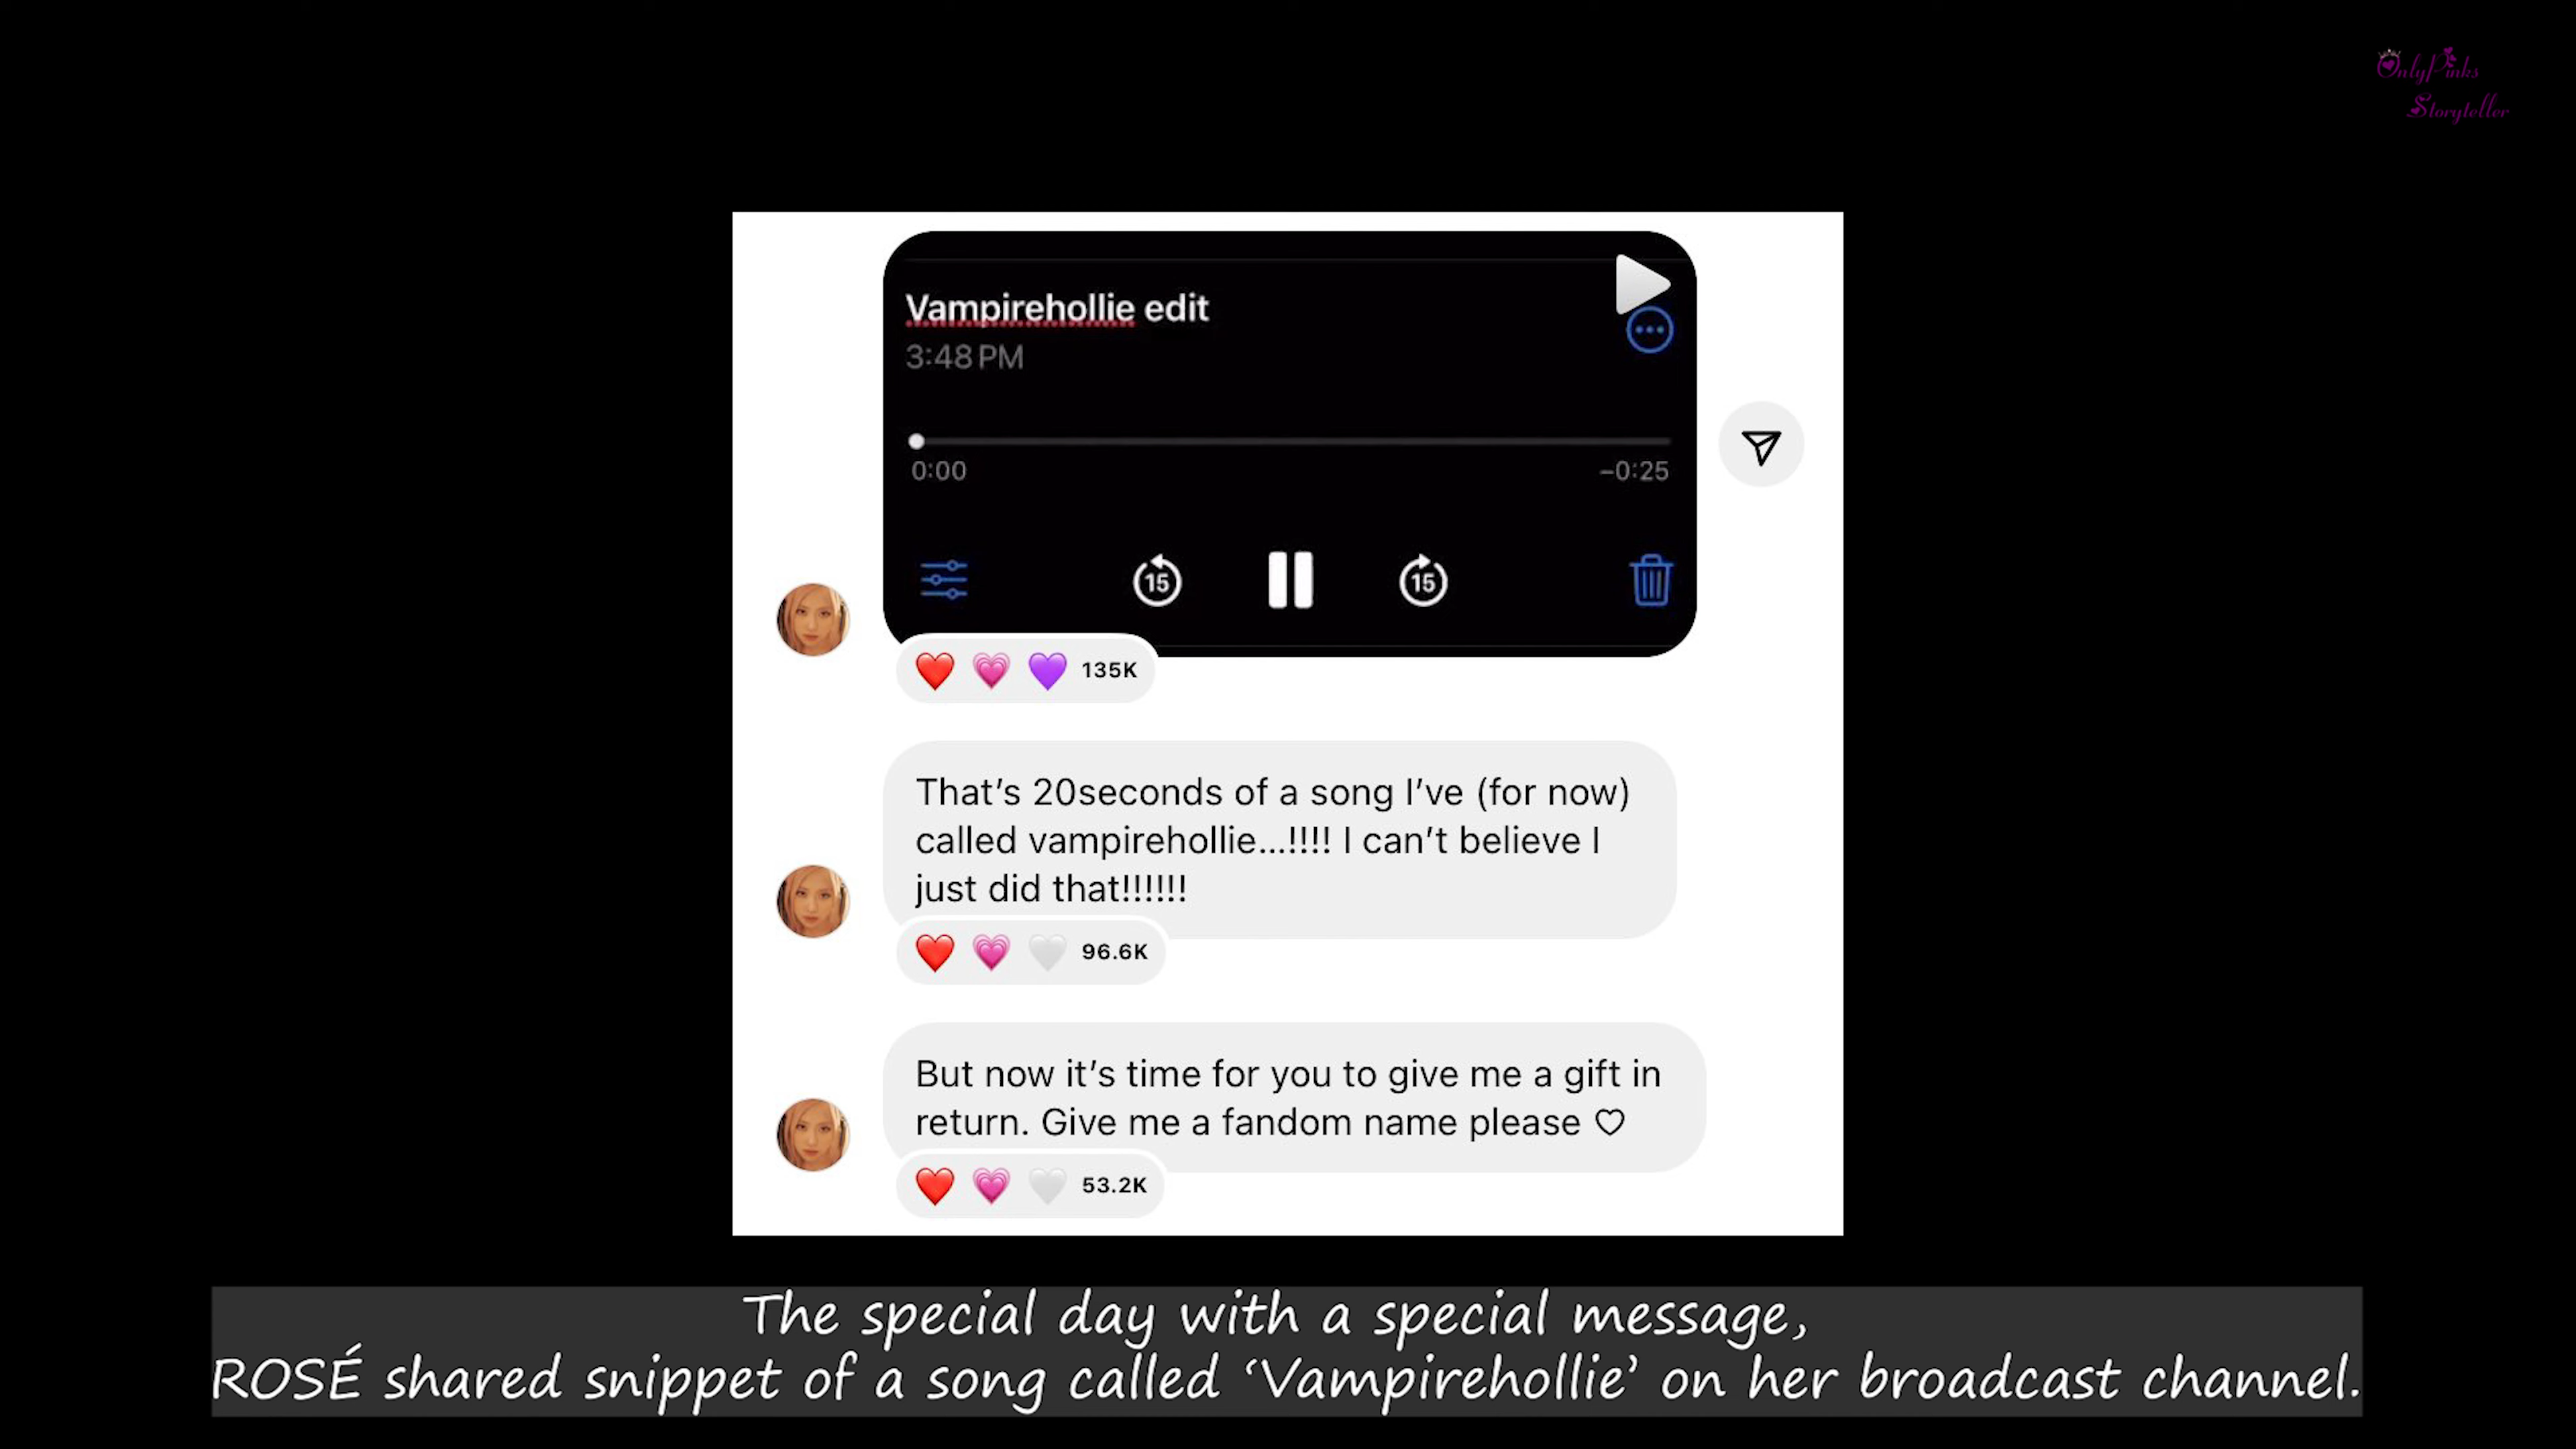 OnlyPinks
Storyteller
Vampirehollie edit
3:48 PM
0:00
−0:25
15
15
135K
That’s 20seconds of a song I’ve (for now)
called vampirehollie...!!!! I can’t believe I
just did that!!!!!!
96.6K
But now it’s time for you to give me a gift in
return. Give me a fandom name please ♡
53.2K
The special day with a special message,
ROSÉ shared snippet of a song called ‘Vampirehollie’ on her broadcast channel.